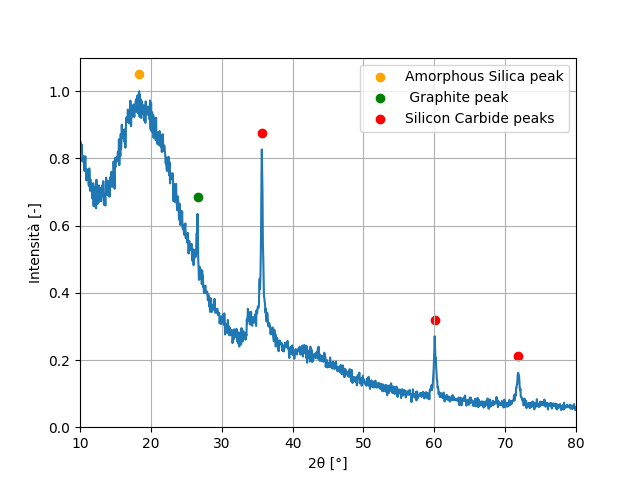 Amorphous Silica peak
Graphite peak
Silicon Carbide peaks
1.0
0.8
0.6
0.4
0.2
0.0
Intensità [-]
10 20 30 40 50 60 70 80
2θ [°]